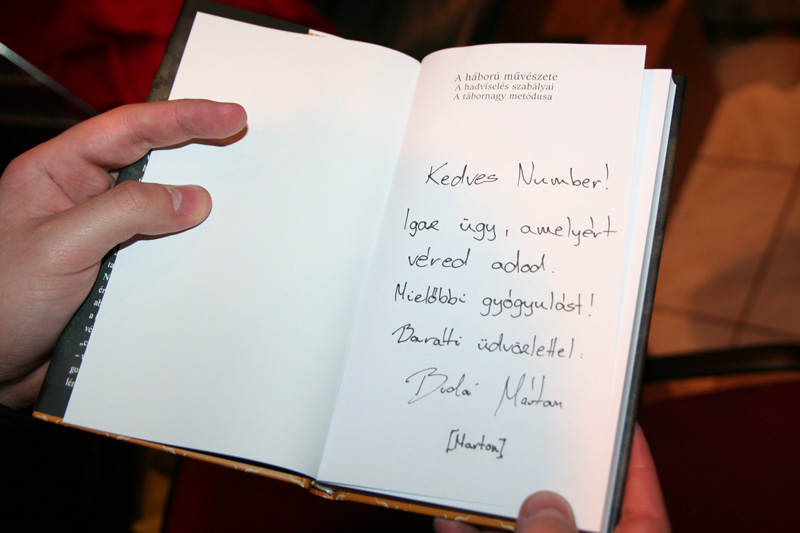 A háború művészete
A hadviselés szabályai
A tábornagy metódusa
Kedves Number!
Igaz ügy, amelyért
véred adod.
Mielőbbi gyógyulást!
Baráti üdvözlettel:
Budai Márton
[Marton]